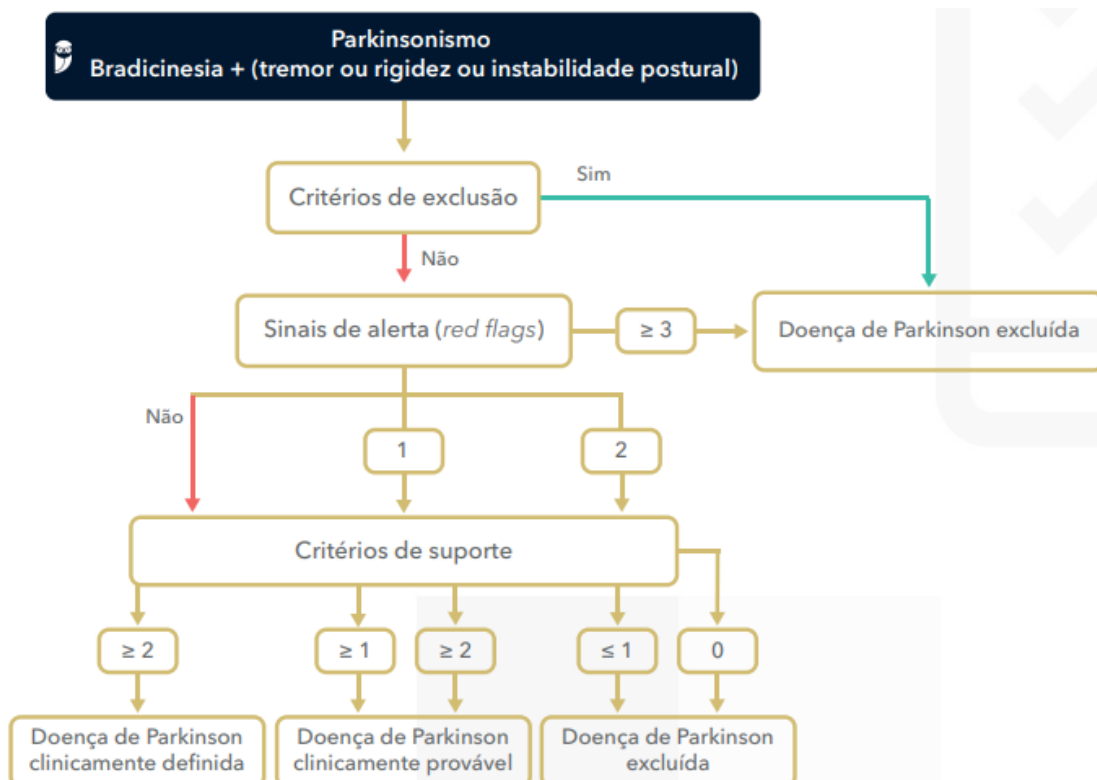 Parkinsonismo
Bradicinesia + (tremor ou rigidez ou instabilidade postural)
Critérios de exclusão
Sim
Não
Sinais de alerta (red flags)
≥ 3
Doença de Parkinson excluída
Não
1
2
Critérios de suporte
≥ 2
≥ 1
≥ 2
≤ 1
0
Doença de Parkinson
clinicamente definida
Doença de Parkinson
clinicamente provável
Doença de Parkinson
excluída